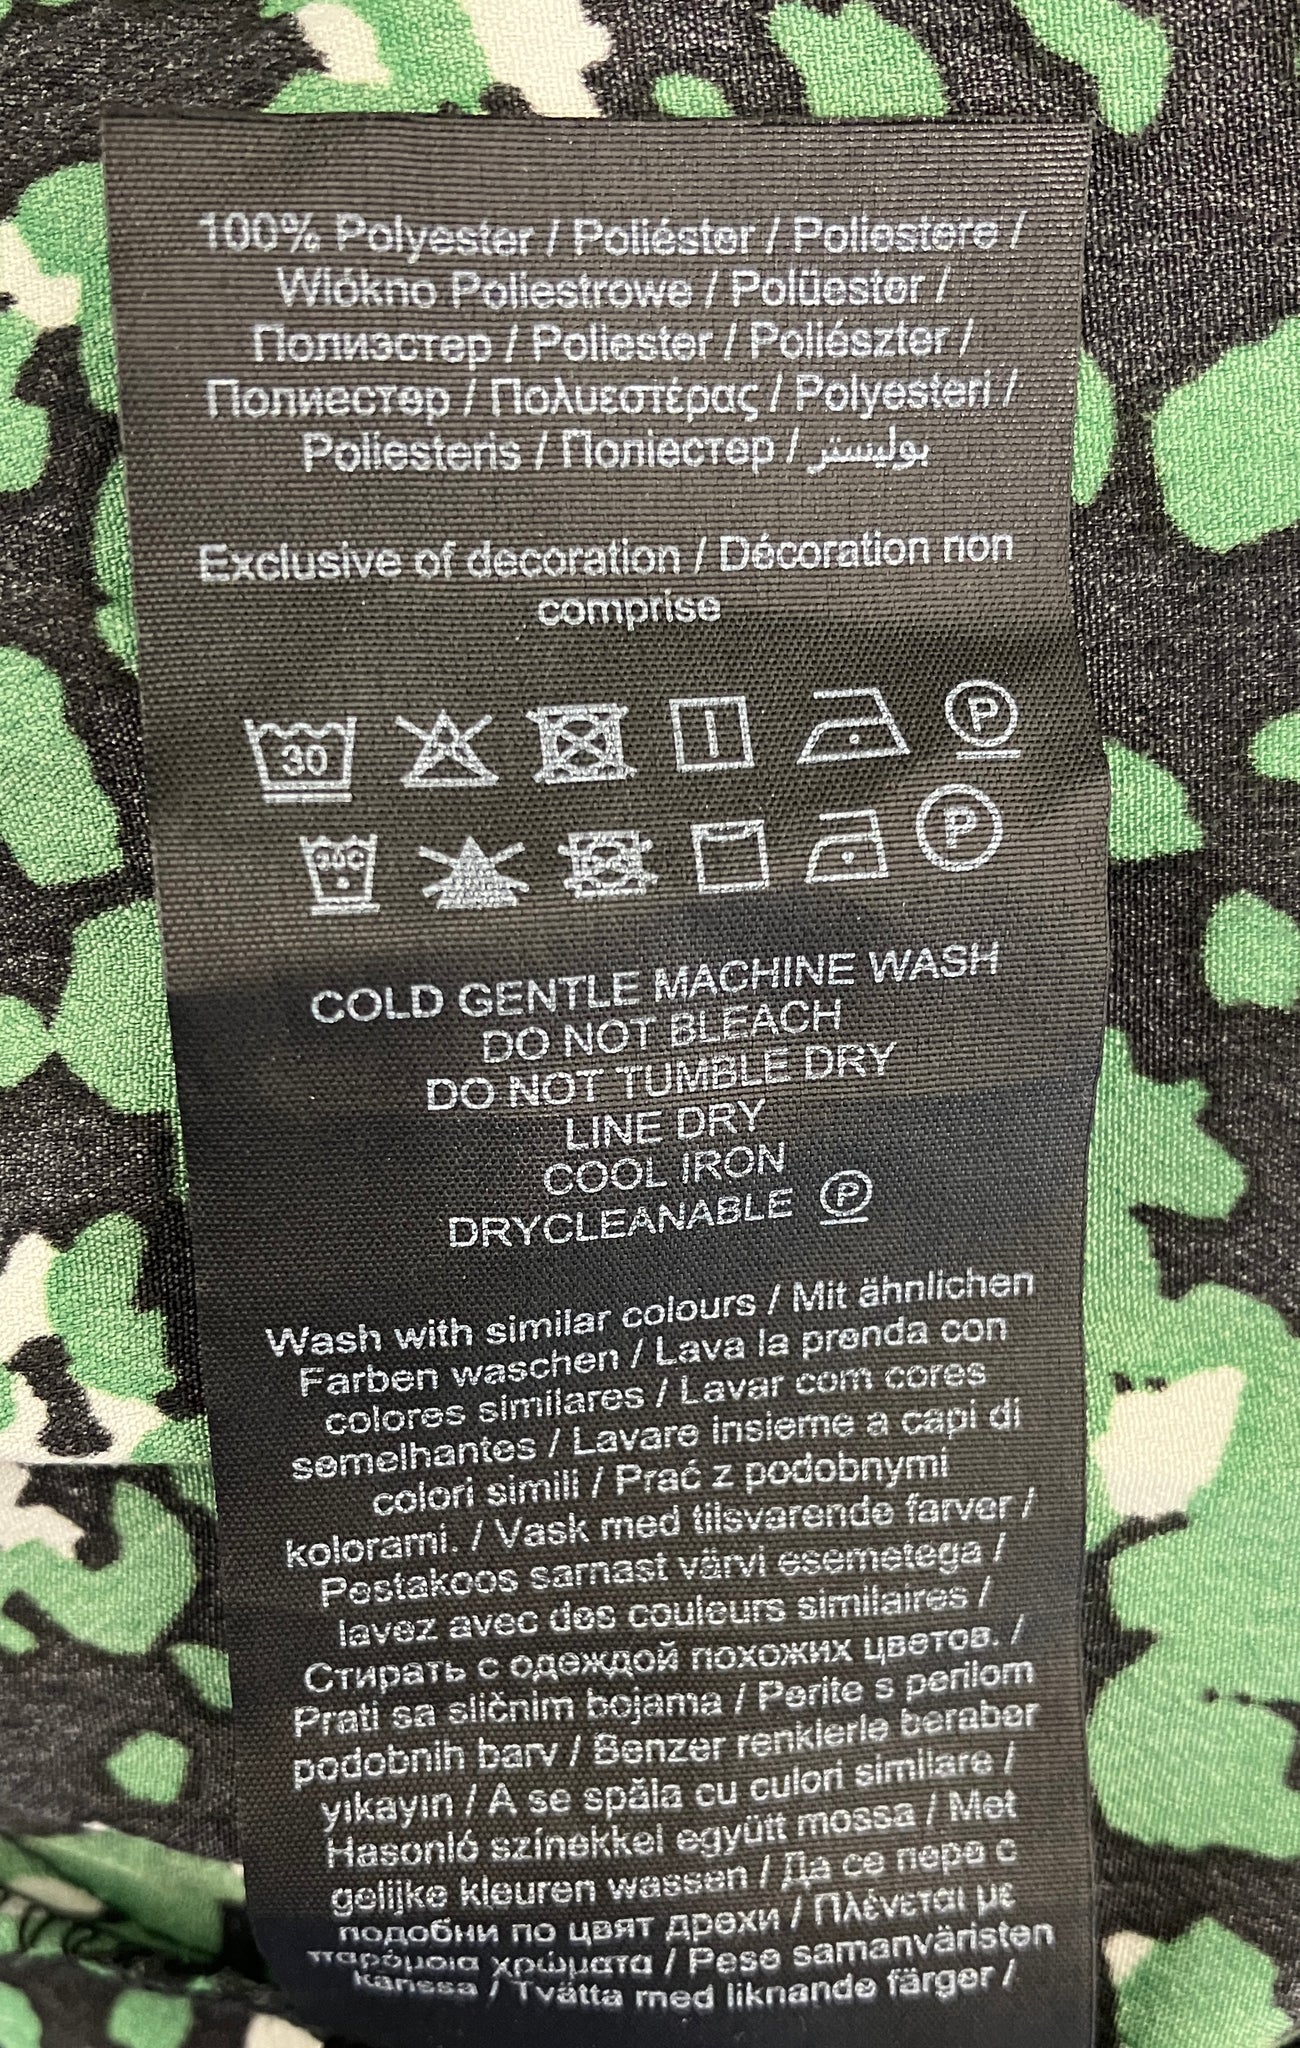 100% Polyester / Poliéster / Poliestere /
Włókno Poliestrowe / Polüester /
Полиэстер / Poliester / Poliészter /
Полиестер / Πολυεστέρας / Polyesteri /
Poliesteris / Поліестер / بوليستر
Exclusive of decoration / Décoration non
comprise
30
P
30C
P
COLD GENTLE MACHINE WASH
DO NOT BLEACH
DO NOT TUMBLE DRY
LINE DRY
COOL IRON
DRYCLEANABLE P
Wash with similar colours / Mit ähnlichen
Farben waschen / Lava la prenda con
colores similares / Lavar com cores
semelhantes / Lavare insieme a capi di
colori simili / Prać z podobnymi
kolorami. / Vask med tilsvarende farver /
Pestakoos sarnast värvi esemetega /
lavez avec des couleurs similaires /
Стирать с одеждой похожих цветов. /
Prati sa sličnim bojama / Perite s perilom
podobnih barv / Benzer renklerle beraber
yıkayın / A se spăla cu culori similare /
Hasonló színekkel együtt mossa / Met
gelijke kleuren wassen / Да се пере с
подобни по цвят дрехи / Πλένεται με
παρόμοια χρώματα / Pese samanväristen
kanssa / Tvätta med liknande färger /